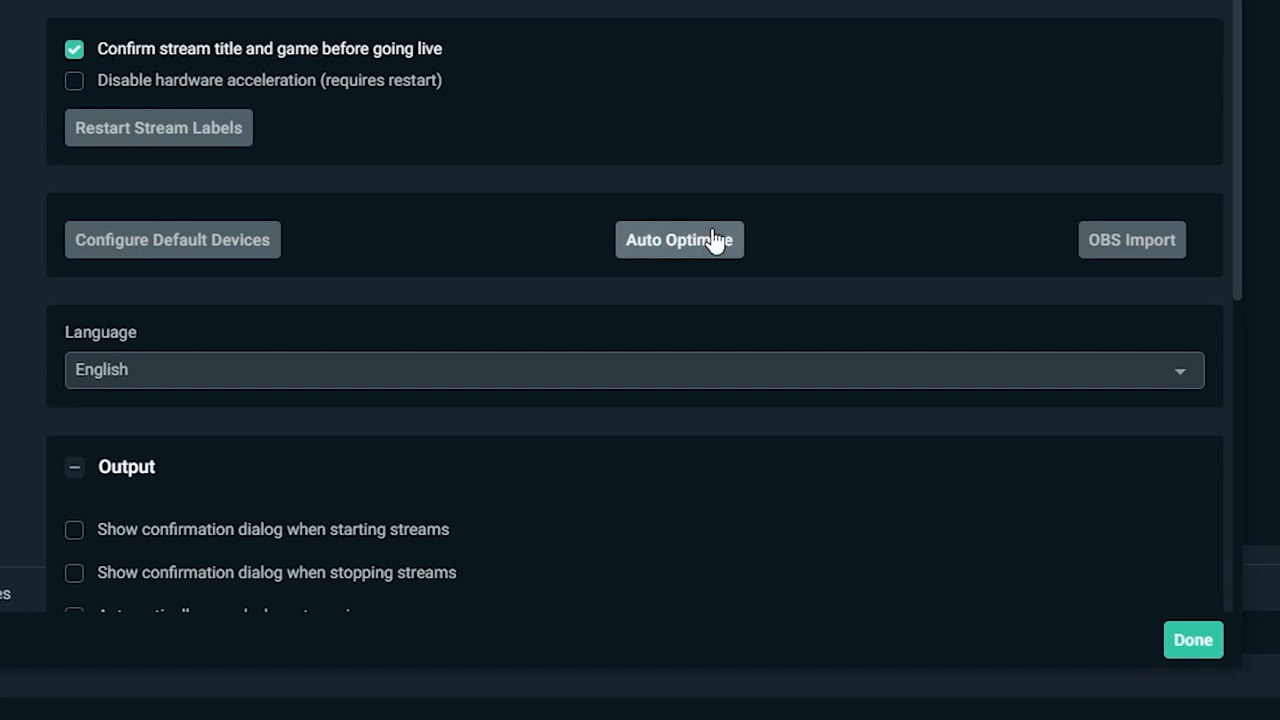 Confirm stream title and game before going live
Disable hardware acceleration (requires restart)
Restart Stream Labels
Configure Default Devices
Auto Optimize
OBS Import
Language
English
Output
Show confirmation dialog when starting streams
Show confirmation dialog when stopping streams
es
Done